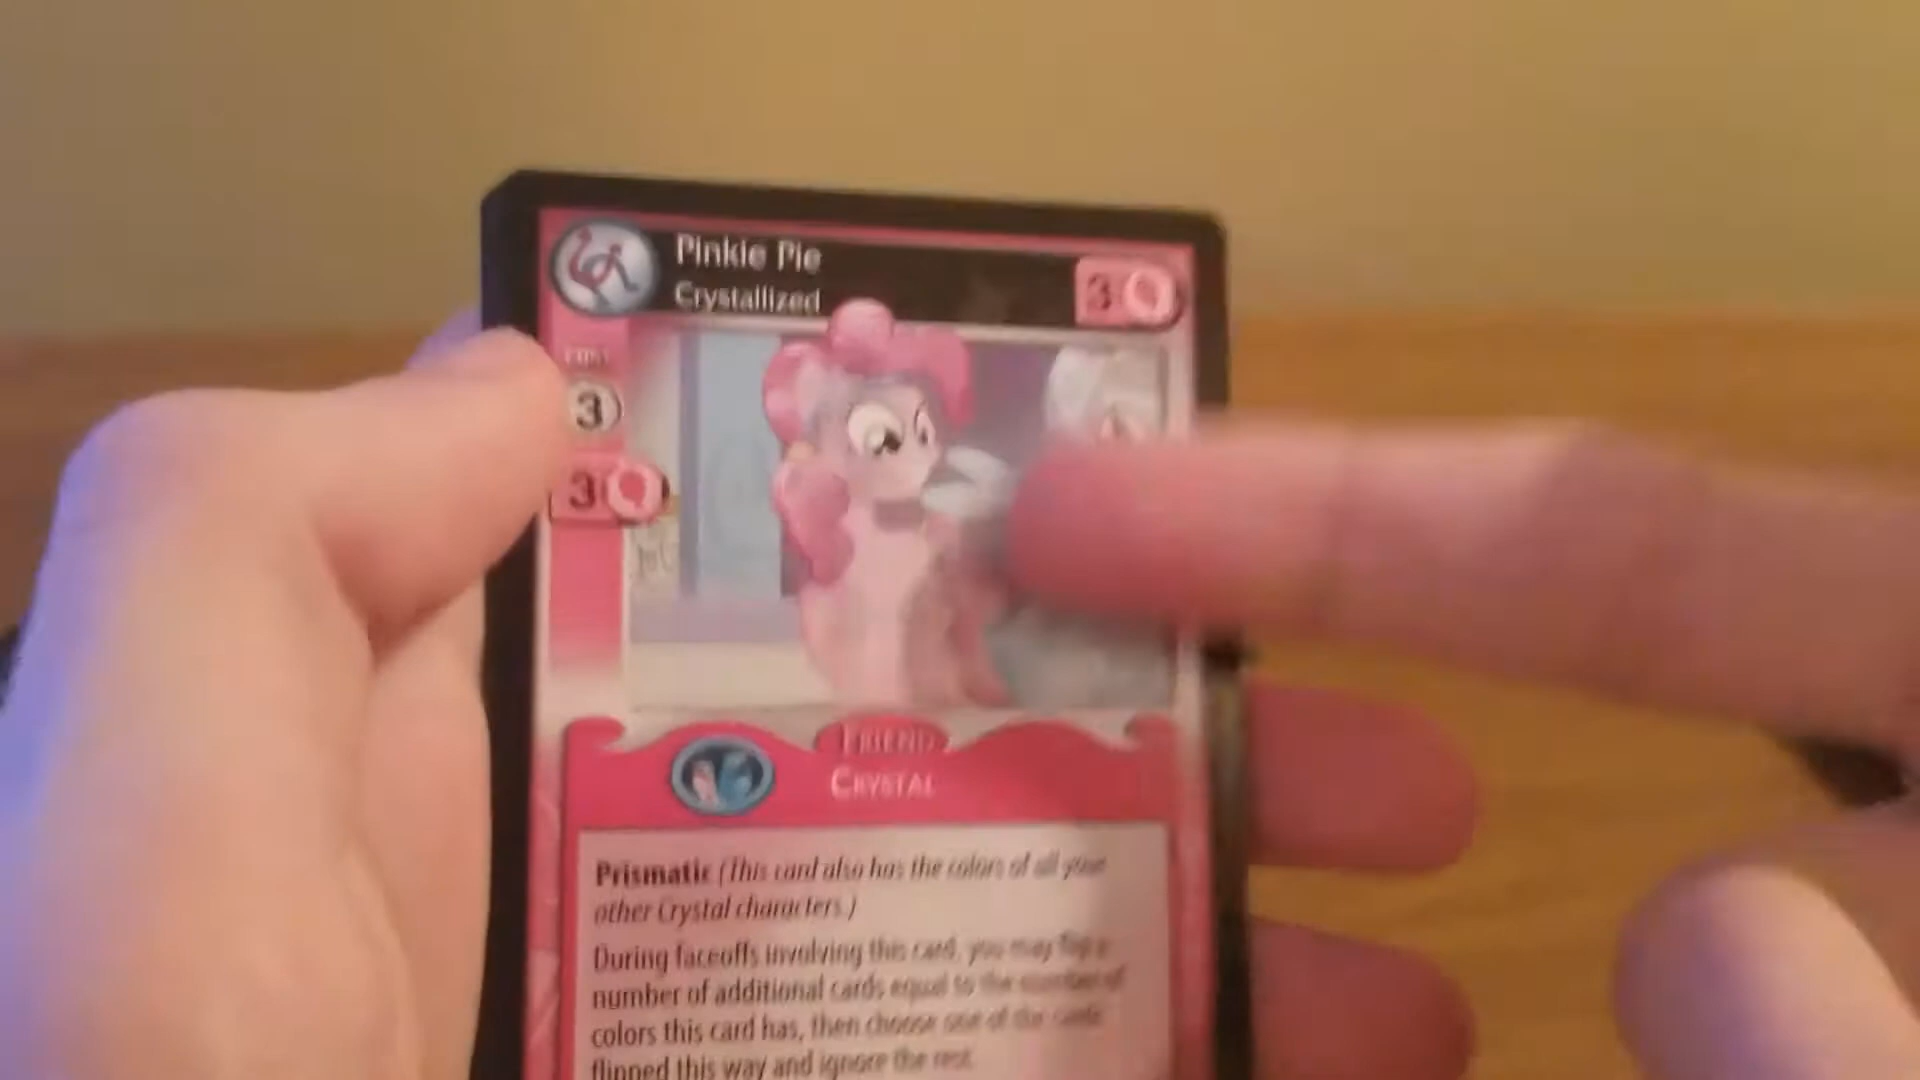 Pinkie Pie
Crystallized
3
COST
3
3
FRIEND
CRYSTAL
Prismatic (This card also has the colors of all your
other Crystal characters.)
During faceoffs involving this card, you may flip a
number of additional cards equal to the number of
colors this card has, then choose one of the cards
flipped this way and ignore the rest.